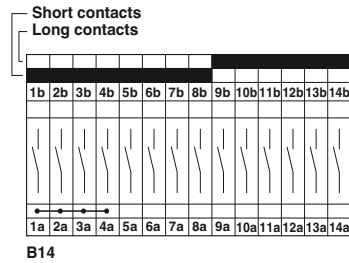 Short contacts
Long contacts
1b 2b 3b 4b 5b 6b 7b 8b 9b 10b 11b 12b 13b 14b
1a 2a 3a 4a 5a 6a 7a 8a 9a 10a 11a 12a 13a 14a
B14